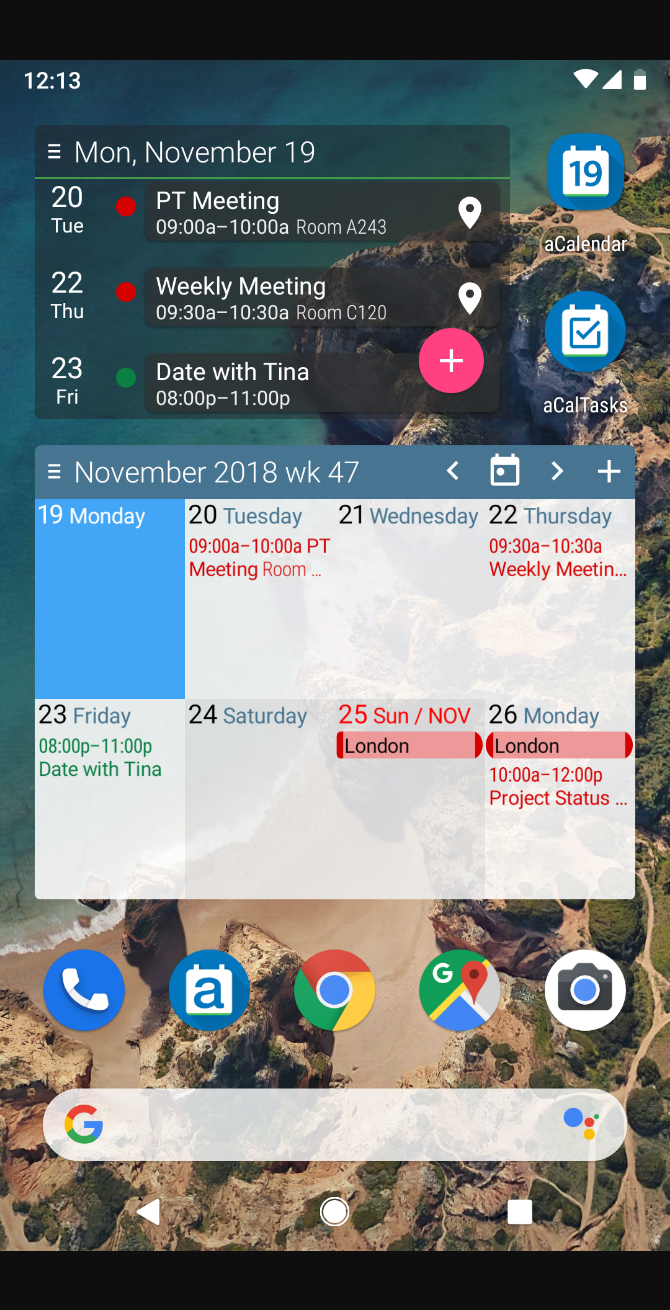 12:13
Mon, November 19
19
aCalendar
20
Tue
PT Meeting
09:00a–10:00a Room A243
22
Thu
Weekly Meeting
09:30a–10:30a Room C120
aCalTasks
23
Fri
Date with Tina
08:00p–11:00p
November 2018 wk 47
19 Monday
20 Tuesday
21 Wednesday
22 Thursday
09:00a–10:00a PT
Meeting Room ...
09:30a–10:30a
Weekly Meetin...
23 Friday
24 Saturday
25 Sun / NOV
26 Monday
08:00p–11:00p
Date with Tina
London
London
10:00a–12:00p
Project Status ...
a
G
G